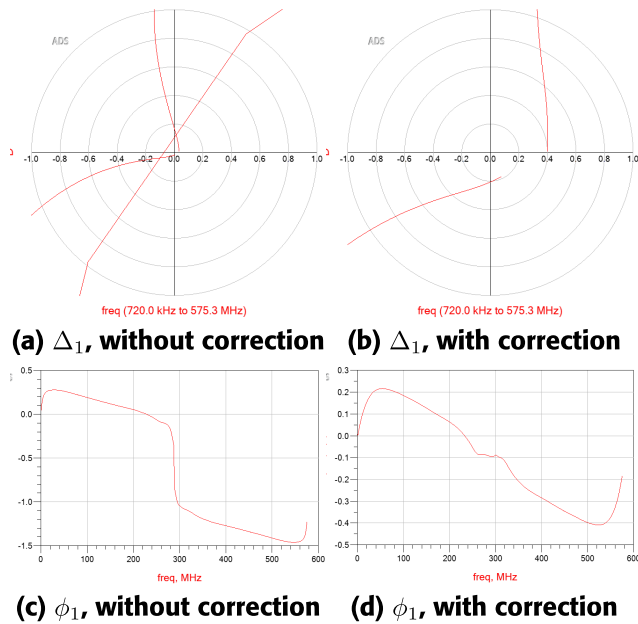 ADS ADS
-1.0 -0.8 -0.6 -0.4 -0.2 0.0 0.2 0.4 0.6 0.8 1.0 -1.0 -0.8 -0.6 -0.4 -0.2 0.0 0.2 0.4 0.6 0.8 1.0
freq (720.0 kHz to 575.3 MHz) freq (720.0 kHz to 575.3 MHz)
(a) Δ₁, without correction (b) Δ₁, with correction
0.5 0.3
0.2
0.0 0.1
0.0
-0.5 -0.1
-0.2
-1.0 -0.3
-0.4
-1.5 -0.5
0 100 200 300 400 500 600 0 100 200 300 400 500 600
freq, MHz freq, MHz
(c) ϕ₁, without correction (d) ϕ₁, with correction